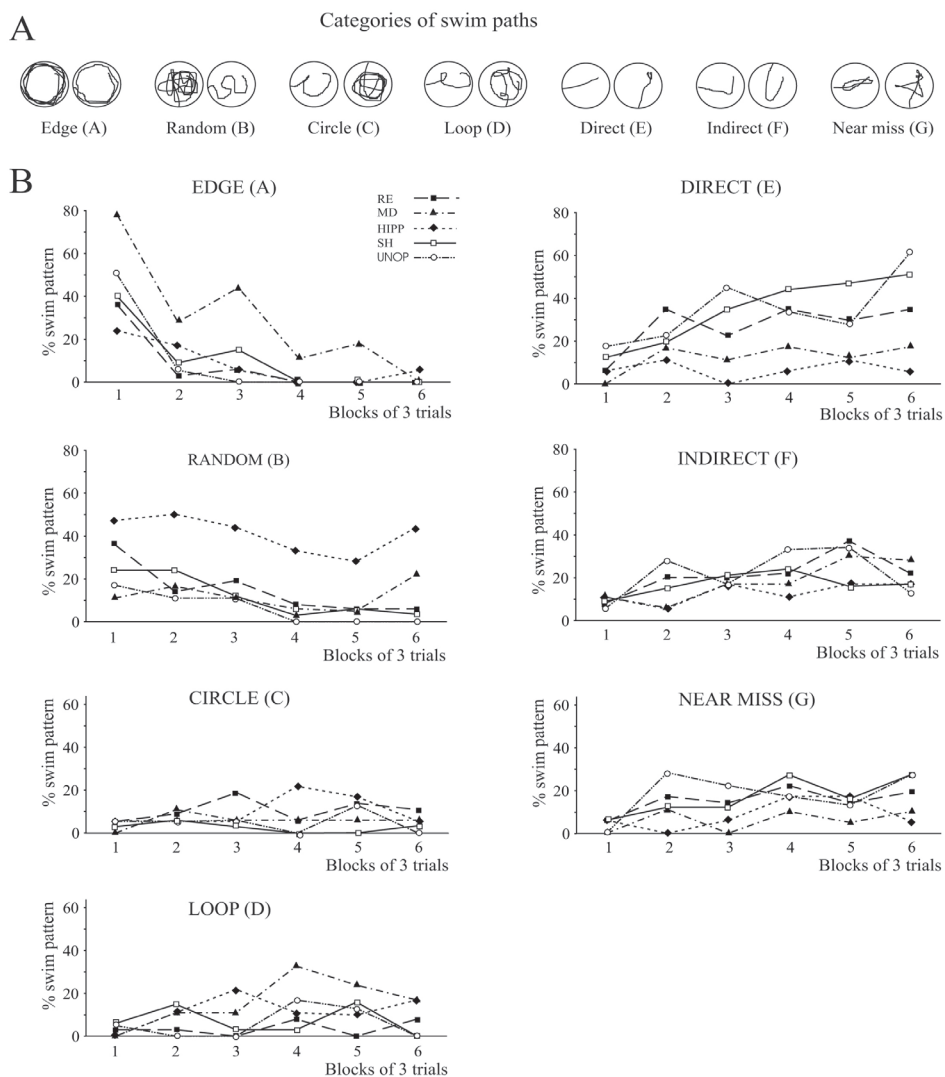 A
Categories of swim paths
Edge (A) Random (B) Circle (C) Loop (D) Direct (E) Indirect (F) Near miss (G)
B
EDGE (A)
RE
MD
HIPP
SH
UNOP
% swim pattern
80
60
40
20
0
1 2 3 4 5 6
Blocks of 3 trials
DIRECT (E)
% swim pattern
80
60
40
20
0
1 2 3 4 5 6
Blocks of 3 trials
RANDOM (B)
% swim pattern
80
60
40
20
0
1 2 3 4 5 6
Blocks of 3 trials
INDIRECT (F)
% swim pattern
80
60
40
20
0
1 2 3 4 5 6
Blocks of 3 trials
CIRCLE (C)
% swim pattern
60
40
20
0
1 2 3 4 5 6
Blocks of 3 trials
NEAR MISS (G)
% swim pattern
60
40
20
0
1 2 3 4 5 6
Blocks of 3 trials
LOOP (D)
% swim pattern
60
40
20
0
1 2 3 4 5 6
Blocks of 3 trials